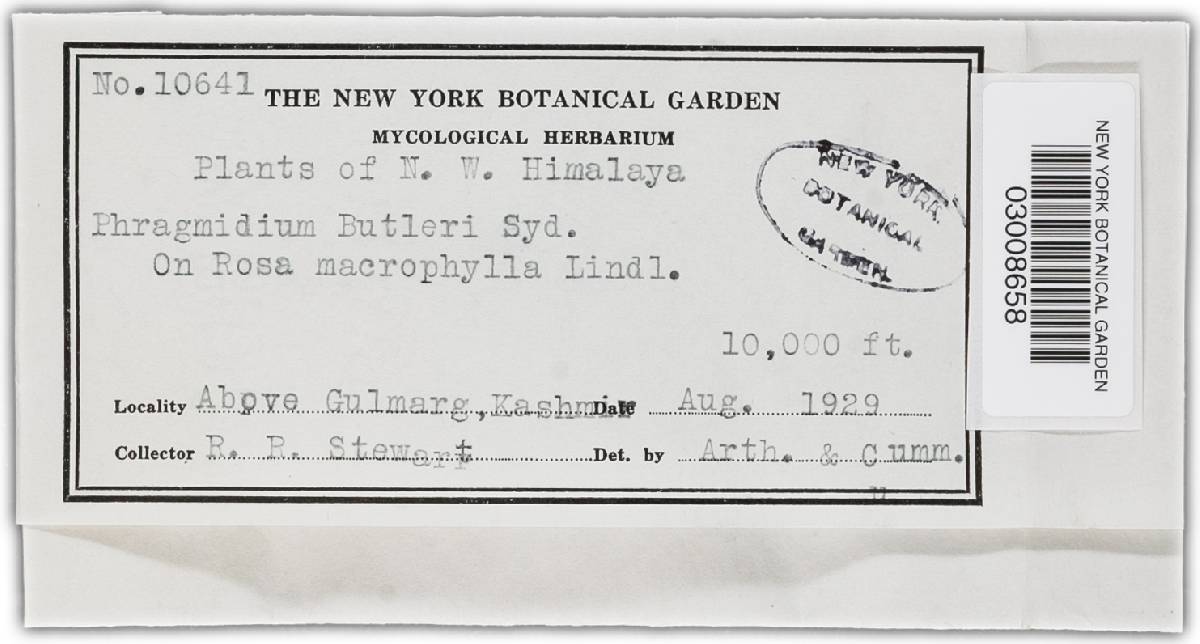 No. 10641
THE NEW YORK BOTANICAL GARDEN
MYCOLOGICAL HERBARIUM
Plants of N. W. Himalaya
NEW YORK
BOTANICAL
GARDEN
Phragmidium Butleri Syd.
On Rosa macrophylla Lindl.
10,000 ft.
Locality Above Gulmarg, Kashmir Date Aug. 1929
Collector R. R. Stewart Det. by Arth. & Cumm.
NEW YORK BOTANICAL GARDEN
03008658